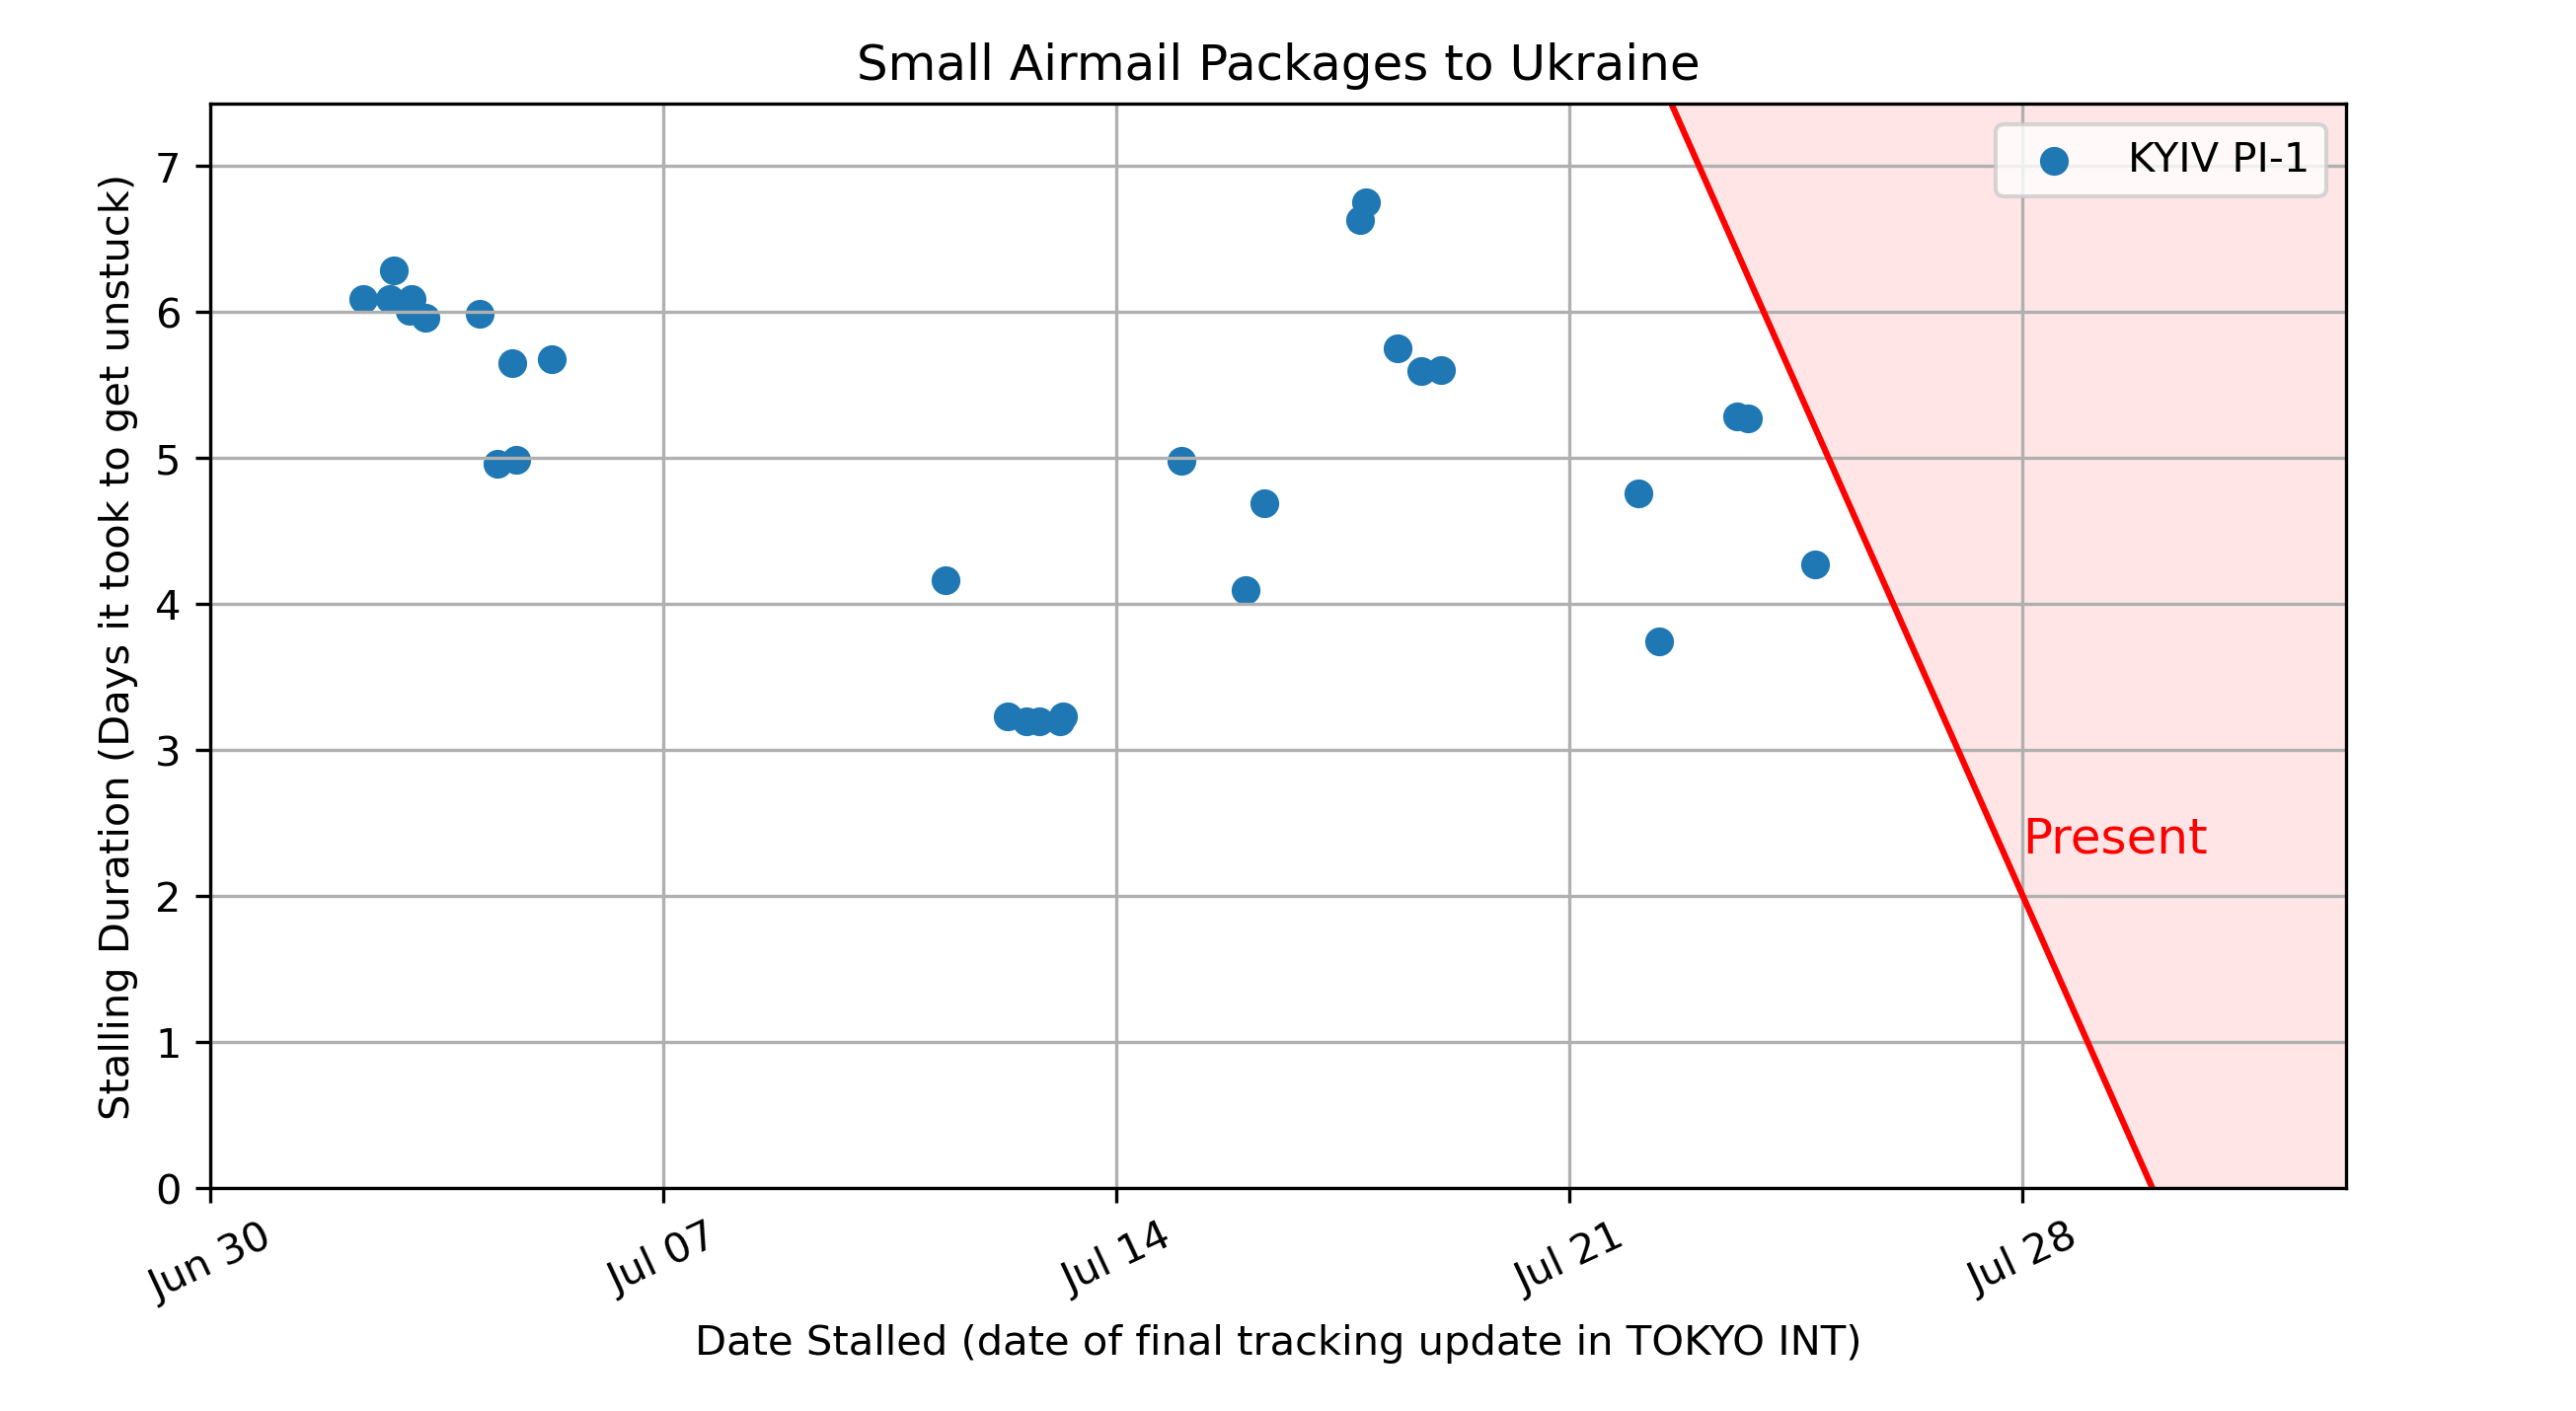 Small Airmail Packages to Ukraine
KYIV PI-1
Stalling Duration (Days it took to get unstuck)
7
6
5
4
3
2
1
0
Present
Jun 30
Jul 07
Jul 14
Jul 21
Jul 28
Date Stalled (date of final tracking update in TOKYO INT)